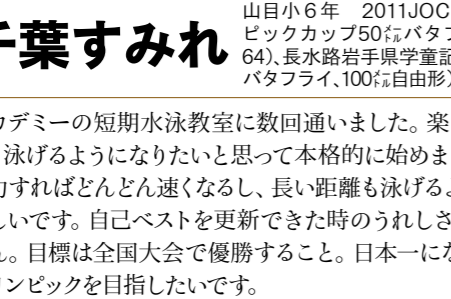 千葉すみれ
山目小６年　2011JOC
ピックカップ50㍍バタフ
64）、長水路岩手県学童記
バタフライ、100㍍自由形）
カデミーの短期水泳教室に数回通いました。楽
泳げるようになりたいと思って本格的に始めま
力すればどんどん速くなるし、長い距離も泳げるよ
しいです。自己ベストを更新できた時のうれしさ
ん。目標は全国大会で優勝すること。日本一にな
リンピックを目指したいです。